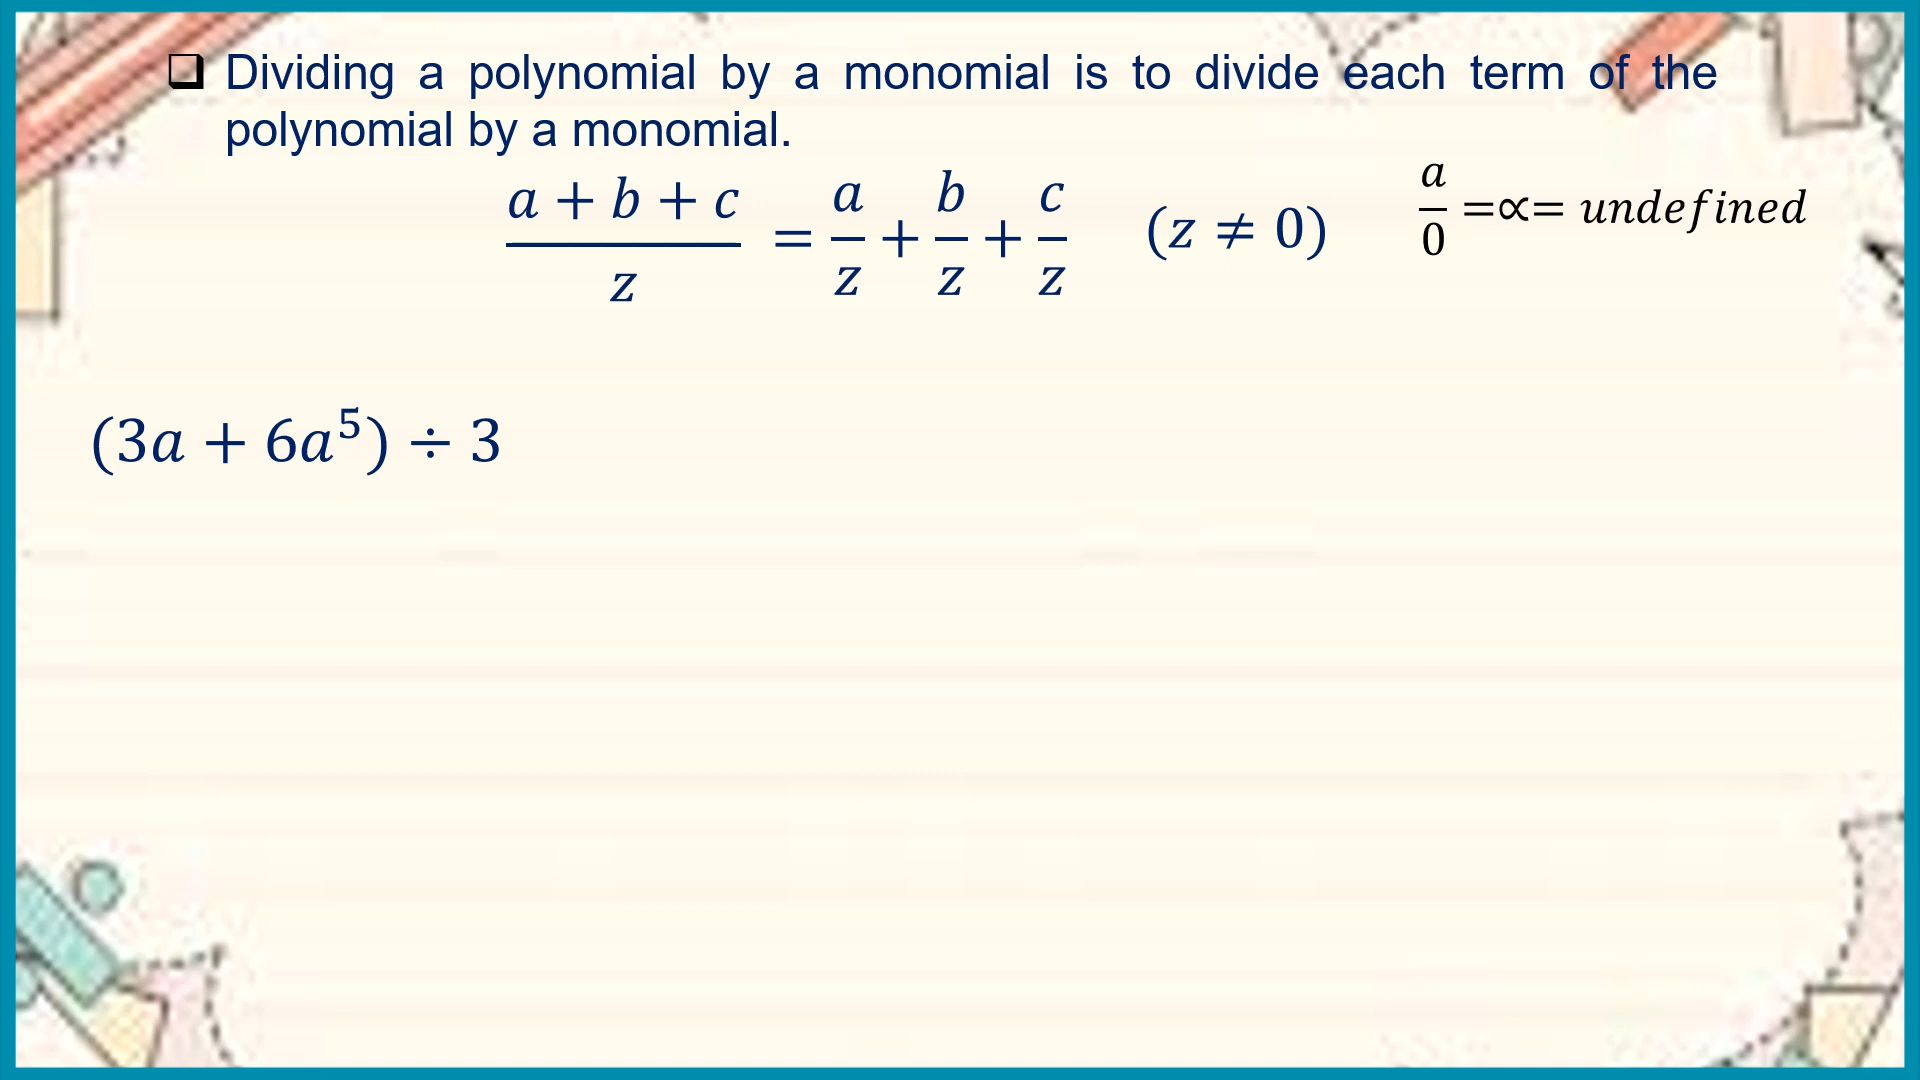 ❑ Dividing a polynomial by a monomial is to divide each term of the
polynomial by a monomial.
(a + b + c)/z = a/z + b/z + c/z (z ≠ 0) a/0 =∝= undefined
(3a + 6a⁵) ÷ 3